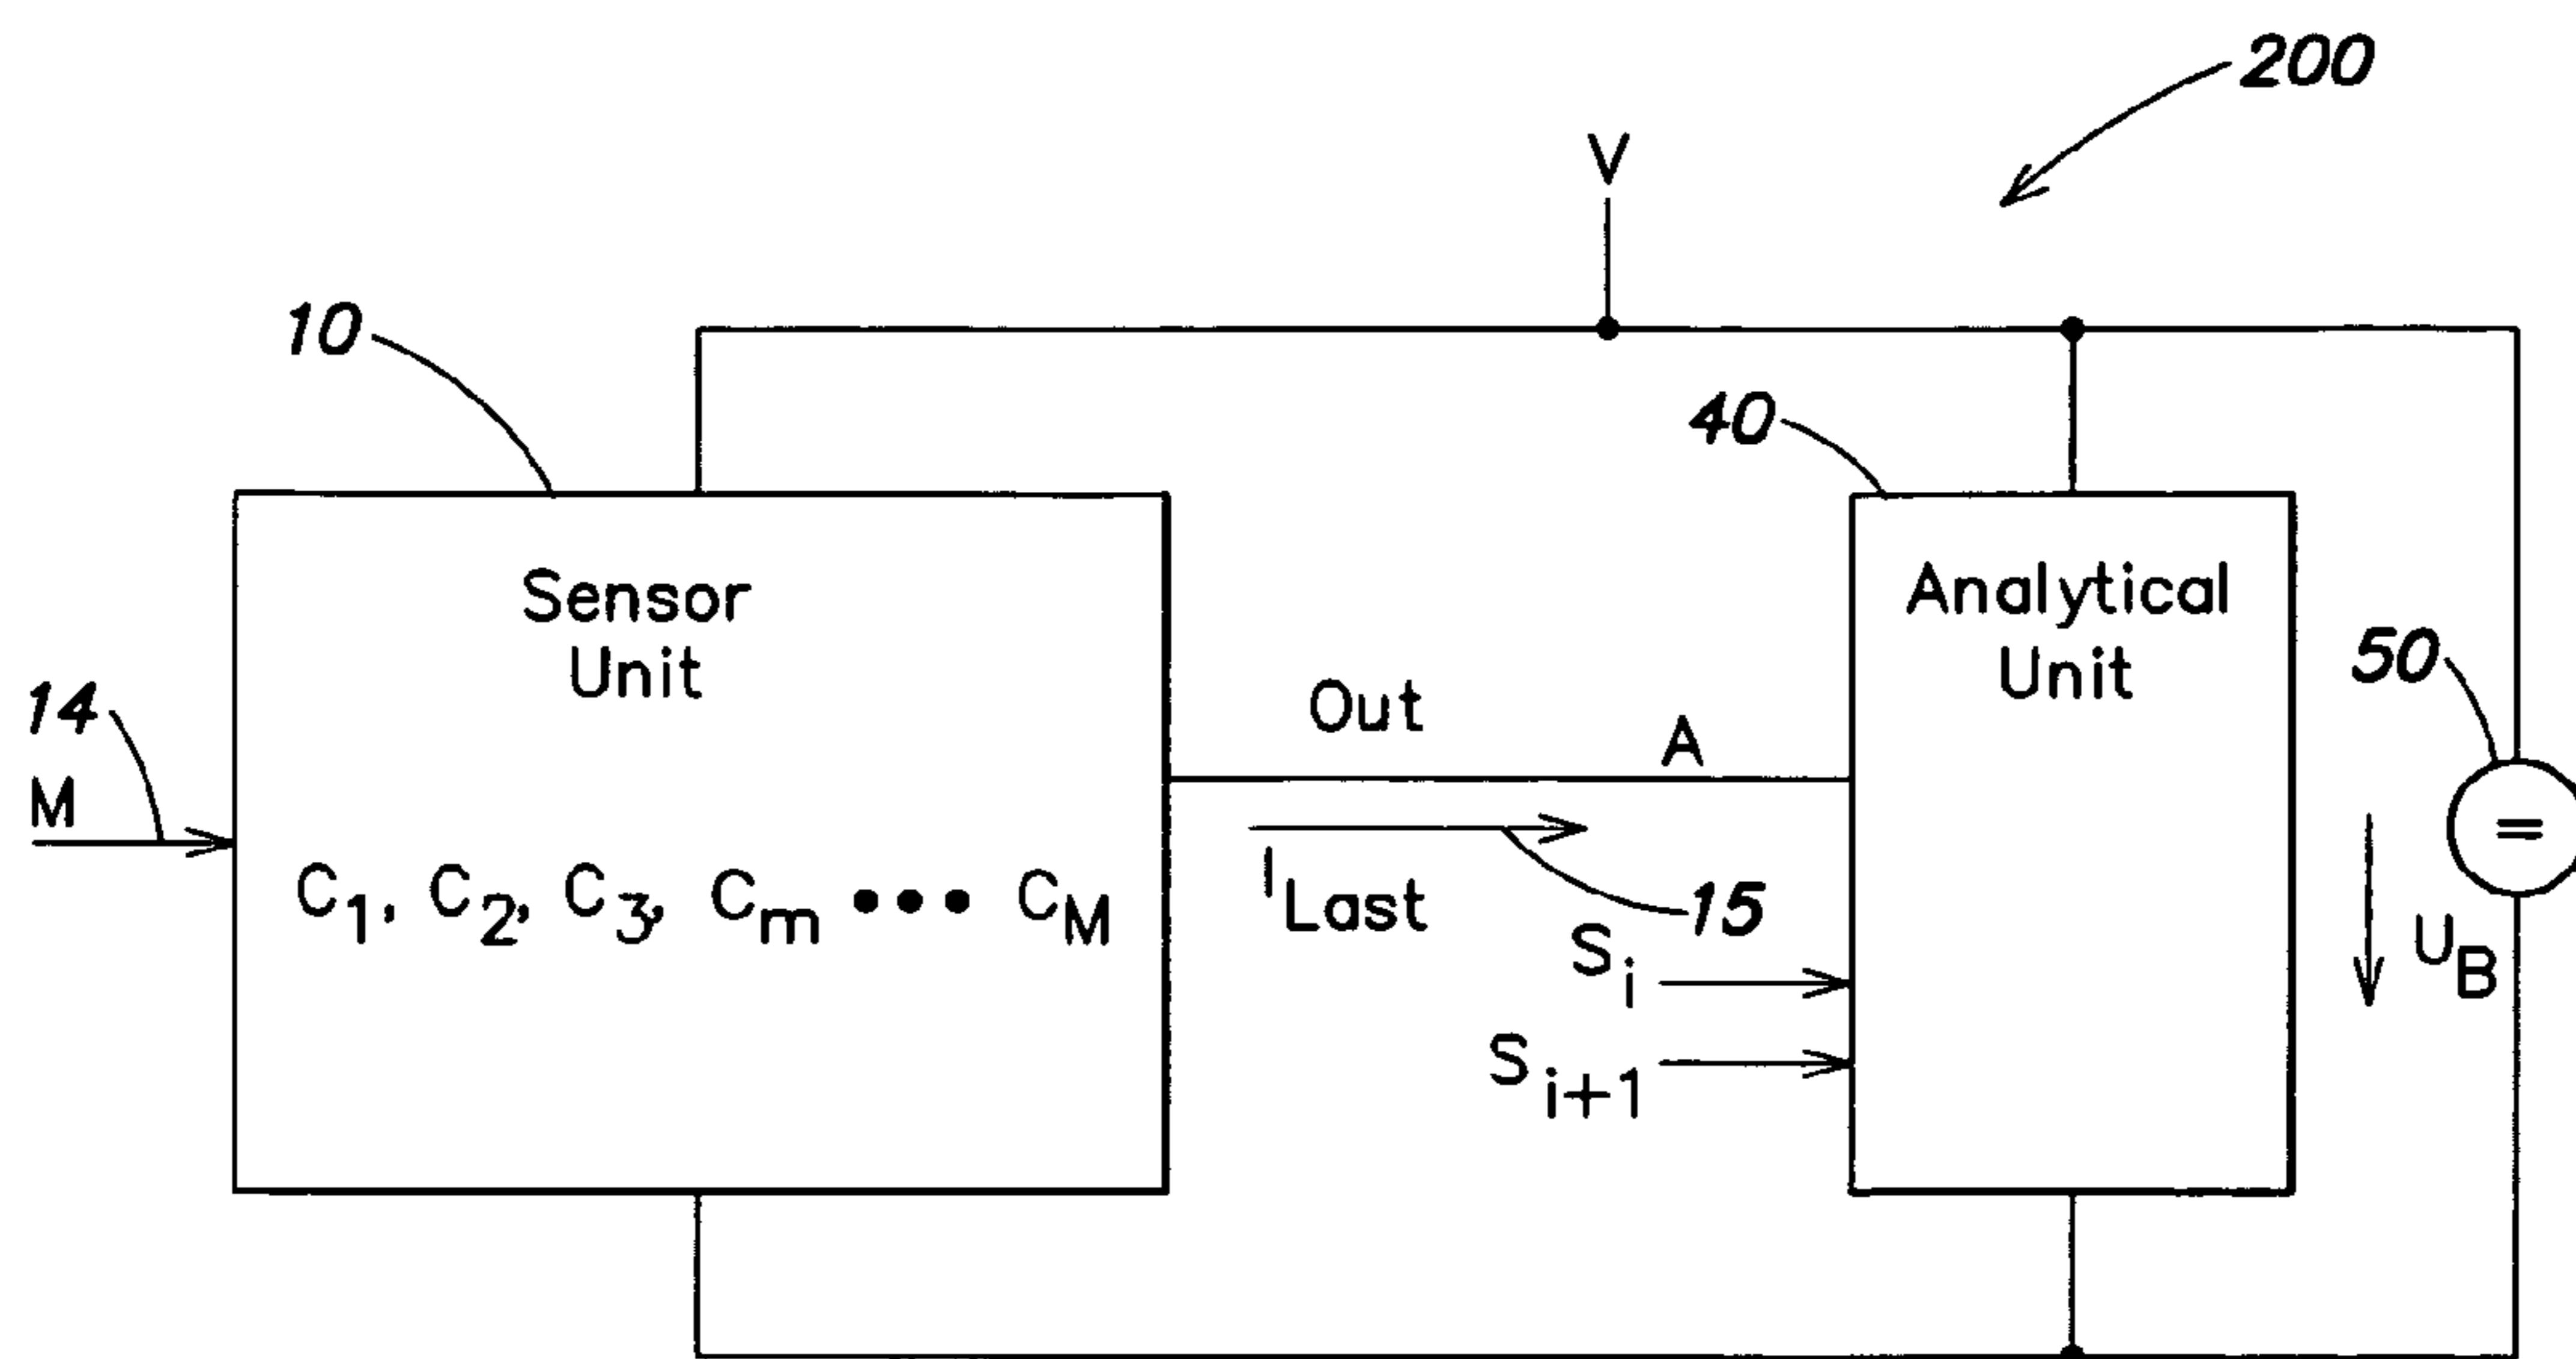 200
V
10
40
Sensor
Unit
Analytical
Unit
50
14
M
Out
A
C1, C2, C3, Cm ••• CM
ILast
15
UB
Si
Si+1
=